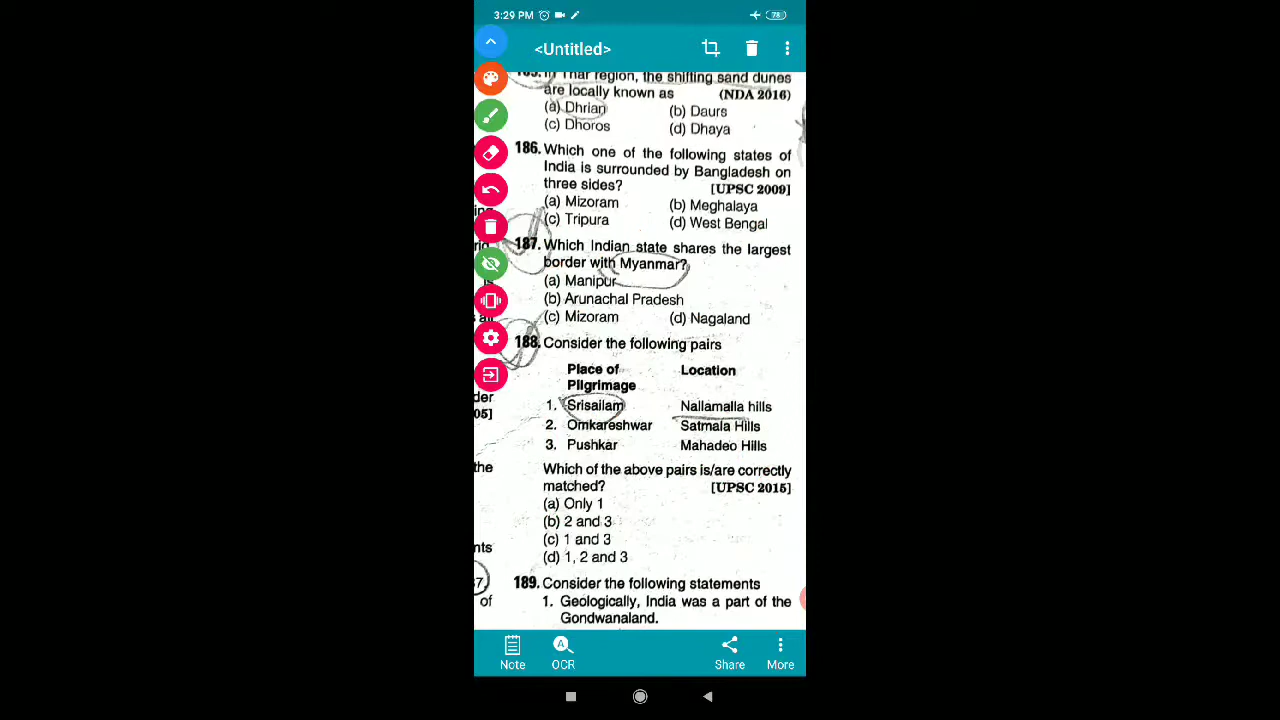 3:29 PM 78
<Untitled>
In Thar region, the shifting sand dunes
are locally known as (NDA 2016)
(a) Dhrian (b) Daurs
(c) Dhoros (d) Dhaya
186. Which one of the following states of
India is surrounded by Bangladesh on
three sides? [UPSC 2009]
(a) Mizoram (b) Meghalaya
(c) Tripura (d) West Bengal
187. Which Indian state shares the largest
border with Myanmar?
(a) Manipur
(b) Arunachal Pradesh
(c) Mizoram (d) Nagaland
188. Consider the following pairs
Place of Location
Pilgrimage
1. Srisailam Nallamalla hills
2. Omkareshwar Satmala Hills
3. Pushkar Mahadeo Hills
Which of the above pairs is/are correctly
matched? [UPSC 2015]
(a) Only 1
(b) 2 and 3
(c) 1 and 3
(d) 1, 2 and 3
189. Consider the following statements
1. Geologically, India was a part of the
Gondwanaland.
the
of
Note OCR Share More